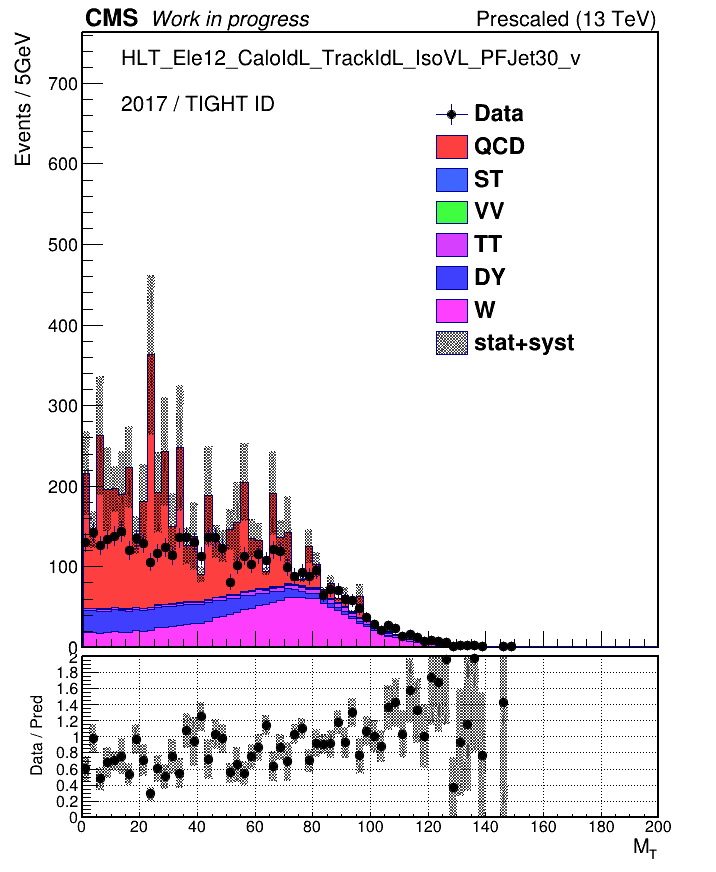 CMS Work in progress Prescaled (13 TeV)
Events / 5GeV
HLT_Ele12_CaloIdL_TrackIdL_IsoVL_PFJet30_v
2017 / TIGHT ID
Data
QCD
ST
VV
TT
DY
W
stat+syst
700
600
500
400
300
200
100
0
Data / Pred
2
1.8
1.6
1.4
1.2
1
0.8
0.6
0.4
0.2
0
0 20 40 60 80 100 120 140 160 180 200
M_T